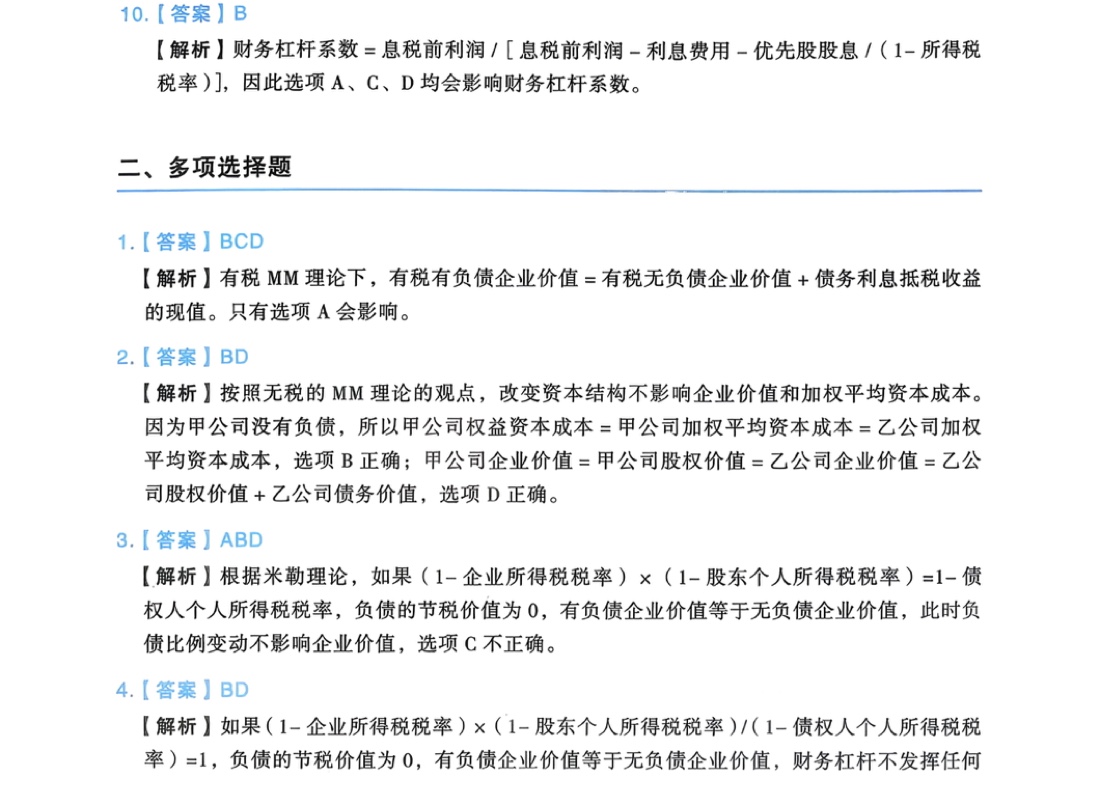 10.【答案】B
【解析】财务杠杆系数 = 息税前利润 / [ 息税前利润 - 利息费用 - 优先股股息 /（1- 所得税
税率）]，因此选项 A、C、D 均会影响财务杠杆系数。
二、多项选择题
1.【答案】BCD
【解析】有税 MM 理论下，有税有负债企业价值 = 有税无负债企业价值 + 债务利息抵税收益
的现值。只有选项 A 会影响。
2.【答案】BD
【解析】按照无税的 MM 理论的观点，改变资本结构不影响企业价值和加权平均资本成本。
因为甲公司没有负债，所以甲公司权益资本成本 = 甲公司加权平均资本成本 = 乙公司加权
平均资本成本，选项 B 正确；甲公司企业价值 = 甲公司股权价值 = 乙公司企业价值 = 乙公
司股权价值 + 乙公司债务价值，选项 D 正确。
3.【答案】ABD
【解析】根据米勒理论，如果（1- 企业所得税税率）×（1- 股东个人所得税税率）=1- 债
权人个人所得税税率，负债的节税价值为 0，有负债企业价值等于无负债企业价值，此时负
债比例变动不影响企业价值，选项 C 不正确。
4.【答案】BD
【解析】如果（1- 企业所得税税率）×（1- 股东个人所得税税率）/（1- 债权人个人所得税税
率）=1，负债的节税价值为 0，有负债企业价值等于无负债企业价值，财务杠杆不发挥任何